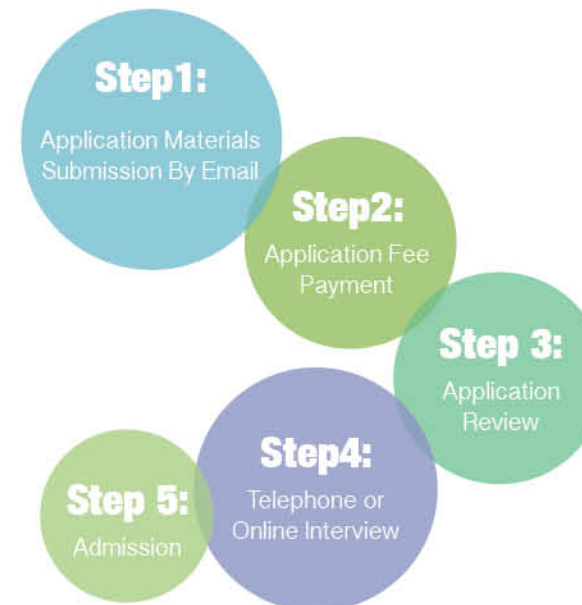 Step1:
Application Materials
Submission By Email
Step2:
Application Fee
Payment
Step 3:
Application
Review
Step4:
Telephone or
Online Interview
Step 5:
Admission